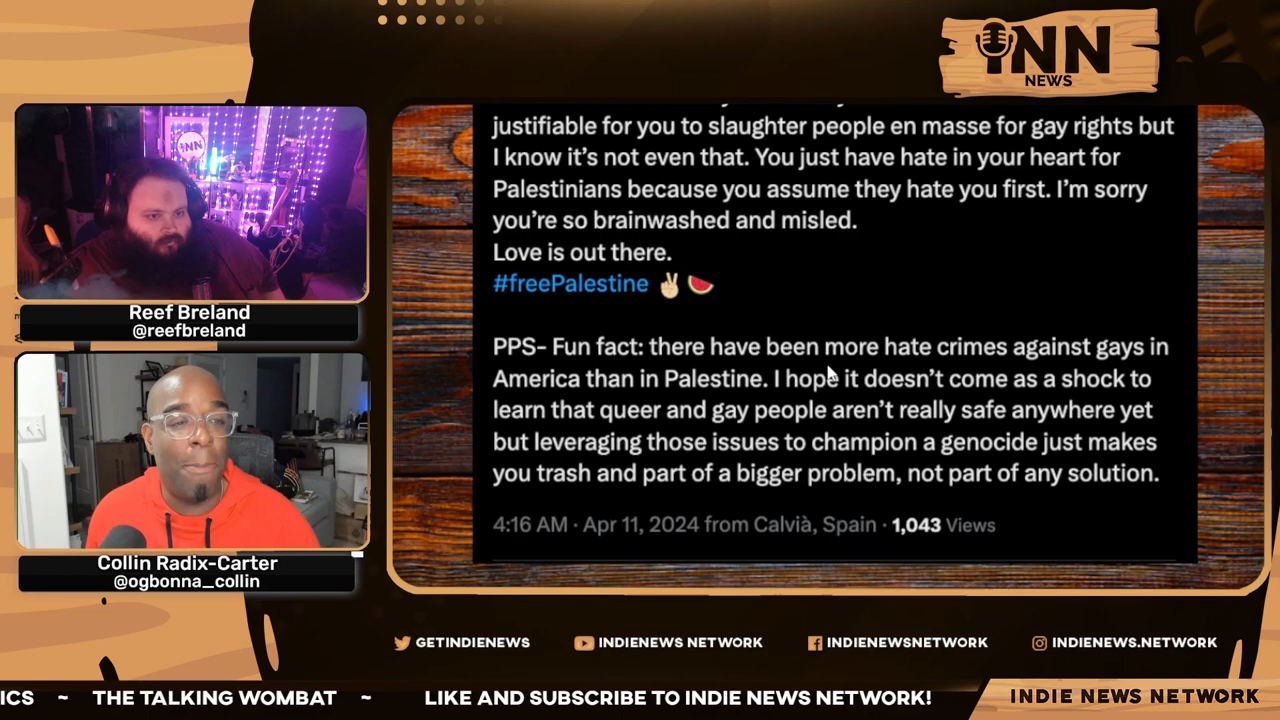 iNN
NEWS
iNN
Reef Breland
@reefbreland
Collin Radix-Carter
@ogbonna_collin
justifiable for you to slaughter people en masse for gay rights but
I know it’s not even that. You just have hate in your heart for
Palestinians because you assume they hate you first. I’m sorry
you’re so brainwashed and misled.
Love is out there.
#freePalestine ✌🏻 🍉
PPS- Fun fact: there have been more hate crimes against gays in
America than in Palestine. I hope it doesn’t come as a shock to
learn that queer and gay people aren’t really safe anywhere yet
but leveraging those issues to champion a genocide just makes
you trash and part of a bigger problem, not part of any solution.
4:16 AM · Apr 11, 2024 from Calvià, Spain · 1,043 Views
GETINDIENEWS
INDIENEWS NETWORK
INDIENEWSNETWORK
INDIENEWS.NETWORK
ICS ~ THE TALKING WOMBAT ~ LIKE AND SUBSCRIBE TO INDIE NEWS NETWORK!
INDIE NEWS NETWORK